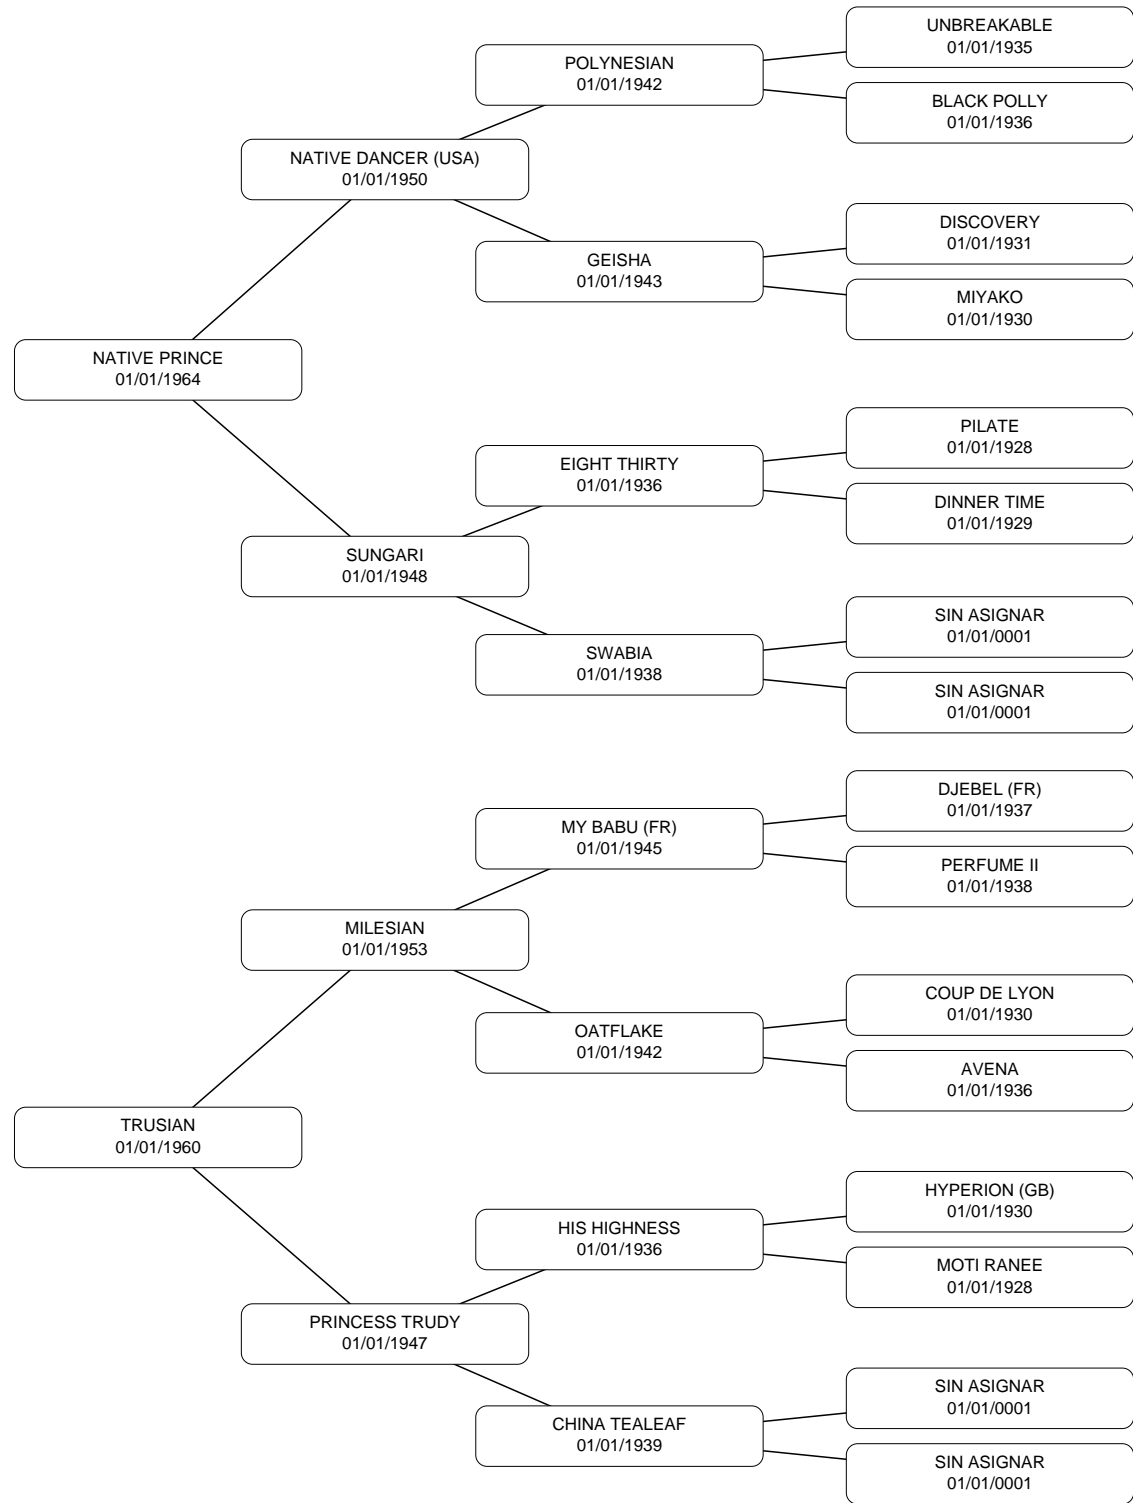 UNBREAKABLE
01/01/1935
POLYNESIAN
01/01/1942
BLACK POLLY
01/01/1936
NATIVE DANCER (USA)
01/01/1950
DISCOVERY
01/01/1931
GEISHA
01/01/1943
MIYAKO
01/01/1930
NATIVE PRINCE
01/01/1964
PILATE
01/01/1928
EIGHT THIRTY
01/01/1936
DINNER TIME
01/01/1929
SUNGARI
01/01/1948
SIN ASIGNAR
01/01/0001
SWABIA
01/01/1938
SIN ASIGNAR
01/01/0001
DJEBEL (FR)
01/01/1937
MY BABU (FR)
01/01/1945
PERFUME II
01/01/1938
MILESIAN
01/01/1953
COUP DE LYON
01/01/1930
OATFLAKE
01/01/1942
AVENA
01/01/1936
TRUSIAN
01/01/1960
HYPERION (GB)
01/01/1930
HIS HIGHNESS
01/01/1936
MOTI RANEE
01/01/1928
PRINCESS TRUDY
01/01/1947
SIN ASIGNAR
01/01/0001
CHINA TEALEAF
01/01/1939
SIN ASIGNAR
01/01/0001